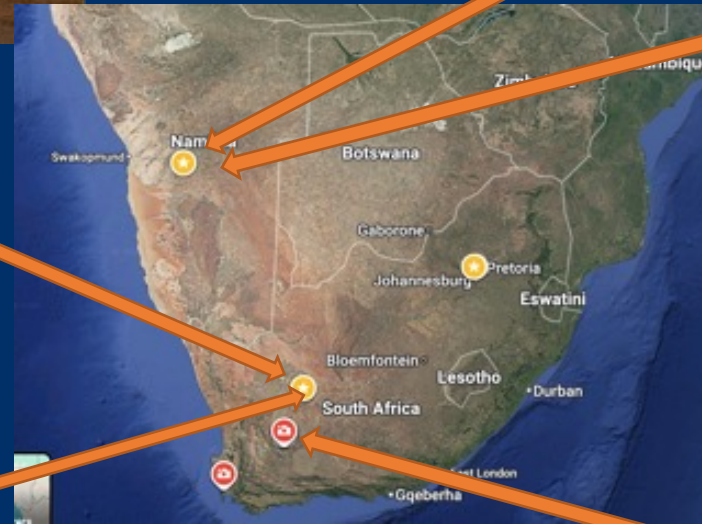 Swakopmund
Botswana
Gaborone
Pretoria
Johannesburg
Eswatini
Bloemfontein
Lesotho
Durban
South Africa
Gqeberha